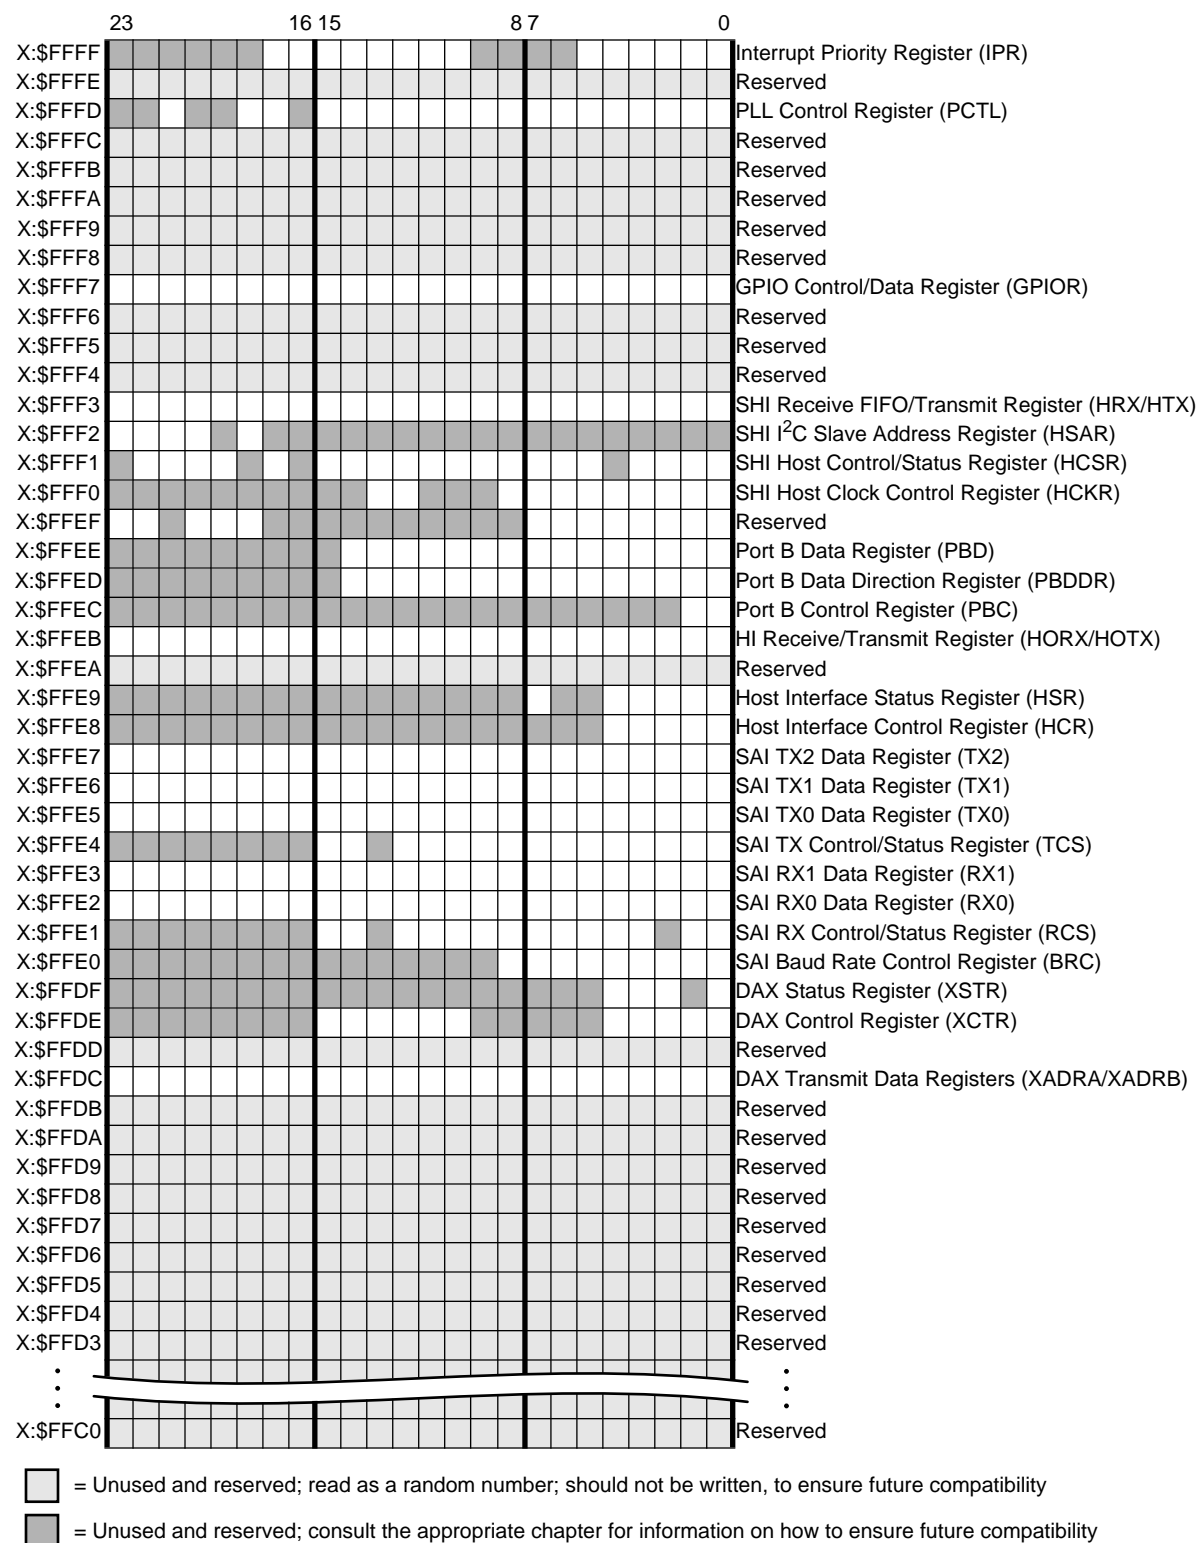 23 16 15 8 7 0
X:$FFFF Interrupt Priority Register (IPR)
X:$FFFE Reserved
X:$FFFD PLL Control Register (PCTL)
X:$FFFC Reserved
X:$FFFB Reserved
X:$FFFA Reserved
X:$FFF9 Reserved
X:$FFF8 Reserved
X:$FFF7 GPIO Control/Data Register (GPIOR)
X:$FFF6 Reserved
X:$FFF5 Reserved
X:$FFF4 Reserved
X:$FFF3 SHI Receive FIFO/Transmit Register (HRX/HTX)
X:$FFF2 SHI I²C Slave Address Register (HSAR)
X:$FFF1 SHI Host Control/Status Register (HCSR)
X:$FFF0 SHI Host Clock Control Register (HCKR)
X:$FFEF Reserved
X:$FFEE Port B Data Register (PBD)
X:$FFED Port B Data Direction Register (PBDDR)
X:$FFEC Port B Control Register (PBC)
X:$FFEB HI Receive/Transmit Register (HORX/HOTX)
X:$FFEA Reserved
X:$FFE9 Host Interface Status Register (HSR)
X:$FFE8 Host Interface Control Register (HCR)
X:$FFE7 SAI TX2 Data Register (TX2)
X:$FFE6 SAI TX1 Data Register (TX1)
X:$FFE5 SAI TX0 Data Register (TX0)
X:$FFE4 SAI TX Control/Status Register (TCS)
X:$FFE3 SAI RX1 Data Register (RX1)
X:$FFE2 SAI RX0 Data Register (RX0)
X:$FFE1 SAI RX Control/Status Register (RCS)
X:$FFE0 SAI Baud Rate Control Register (BRC)
X:$FFDF DAX Status Register (XSTR)
X:$FFDE DAX Control Register (XCTR)
X:$FFDD Reserved
X:$FFDC DAX Transmit Data Registers (XADRA/XADRB)
X:$FFDB Reserved
X:$FFDA Reserved
X:$FFD9 Reserved
X:$FFD8 Reserved
X:$FFD7 Reserved
X:$FFD6 Reserved
X:$FFD5 Reserved
X:$FFD4 Reserved
X:$FFD3 Reserved
X:$FFC0 Reserved
= Unused and reserved; read as a random number; should not be written, to ensure future compatibility
= Unused and reserved; consult the appropriate chapter for information on how to ensure future compatibility